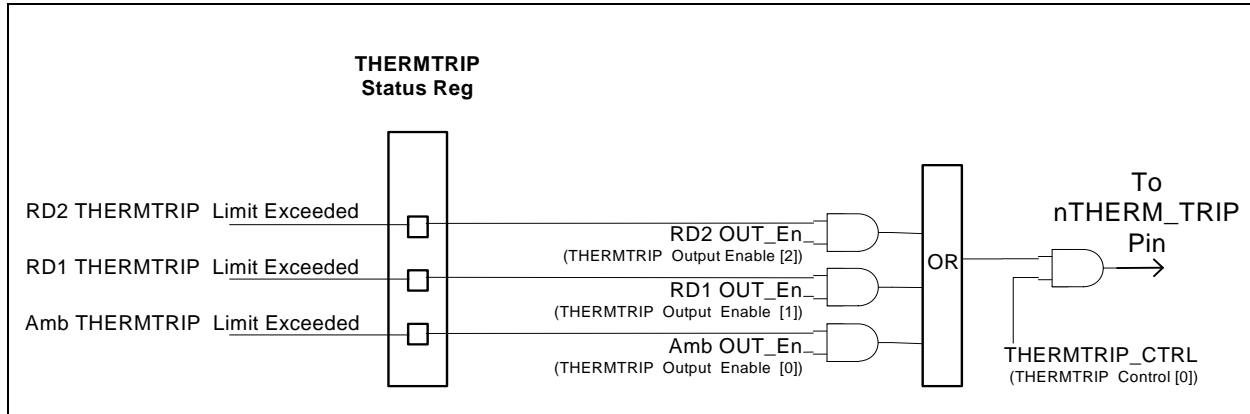 THERMTRIP
Status Reg
RD2 THERMTRIP Limit Exceeded
RD2 OUT_En
(THERMTRIP Output Enable [2])
RD1 THERMTRIP Limit Exceeded
RD1 OUT_En
(THERMTRIP Output Enable [1])
Amb THERMTRIP Limit Exceeded
Amb OUT_En
(THERMTRIP Output Enable [0])
OR
To
nTHERM_TRIP
Pin
THERMTRIP_CTRL
(THERMTRIP Control [0])